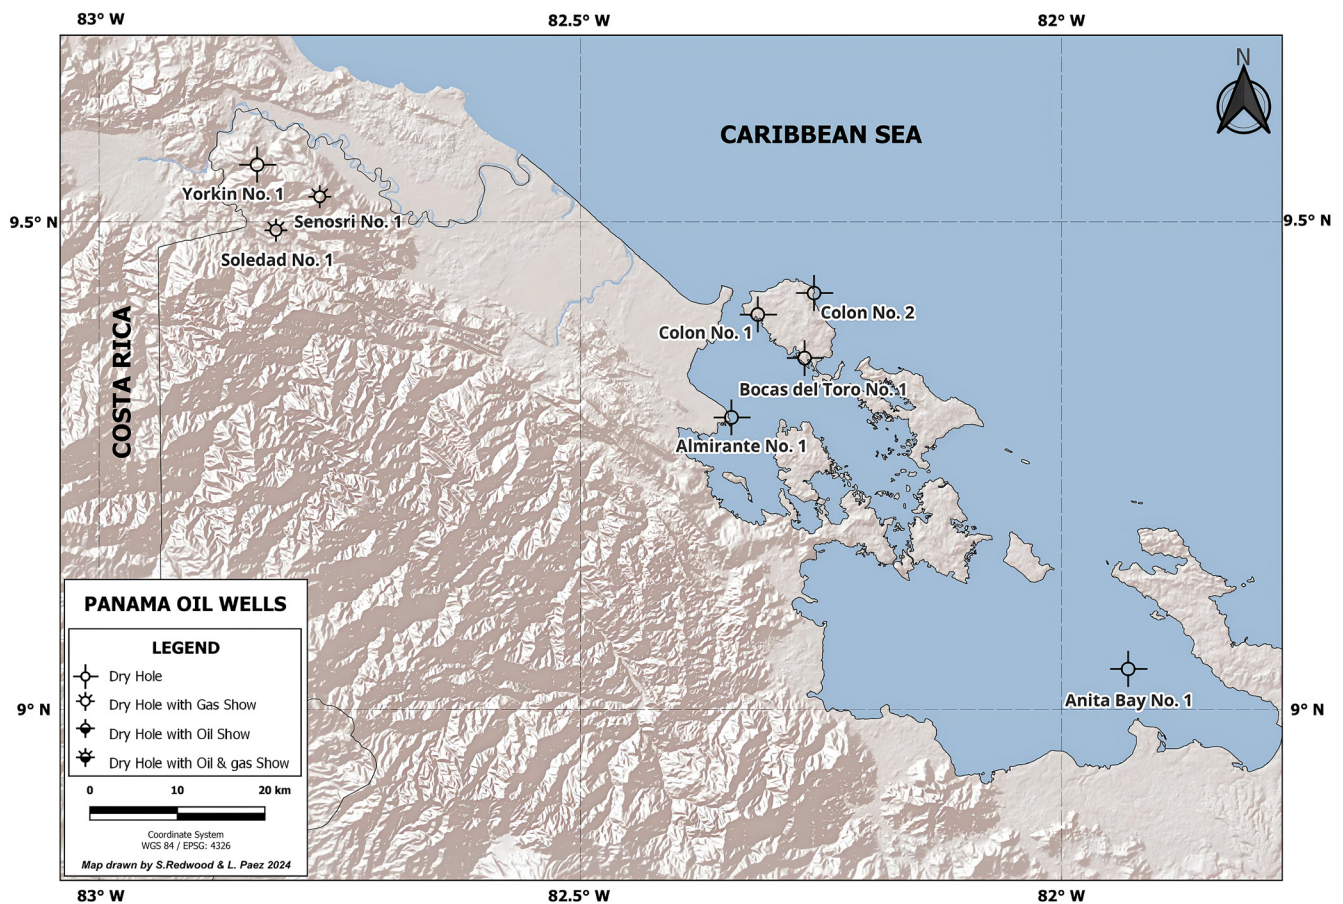 83° W
82.5° W
82° W
N
CARIBBEAN SEA
Yorkin No. 1
Senosri No. 1
9.5° N
9.5° N
Soledad No. 1
Colon No. 2
Colon No. 1
COSTA RICA
Bocas del Toro No.1
Almirante No. 1
Anita Bay No. 1
9° N
9° N
PANAMA OIL WELLS
LEGEND
Dry Hole
Dry Hole with Gas Show
Dry Hole with Oil Show
Dry Hole with Oil & gas Show
0 10 20 km
Coordinate System
WGS 84 / EPSG: 4326
Map drawn by S.Redwood & L. Paez 2024
83° W
82.5° W
82° W